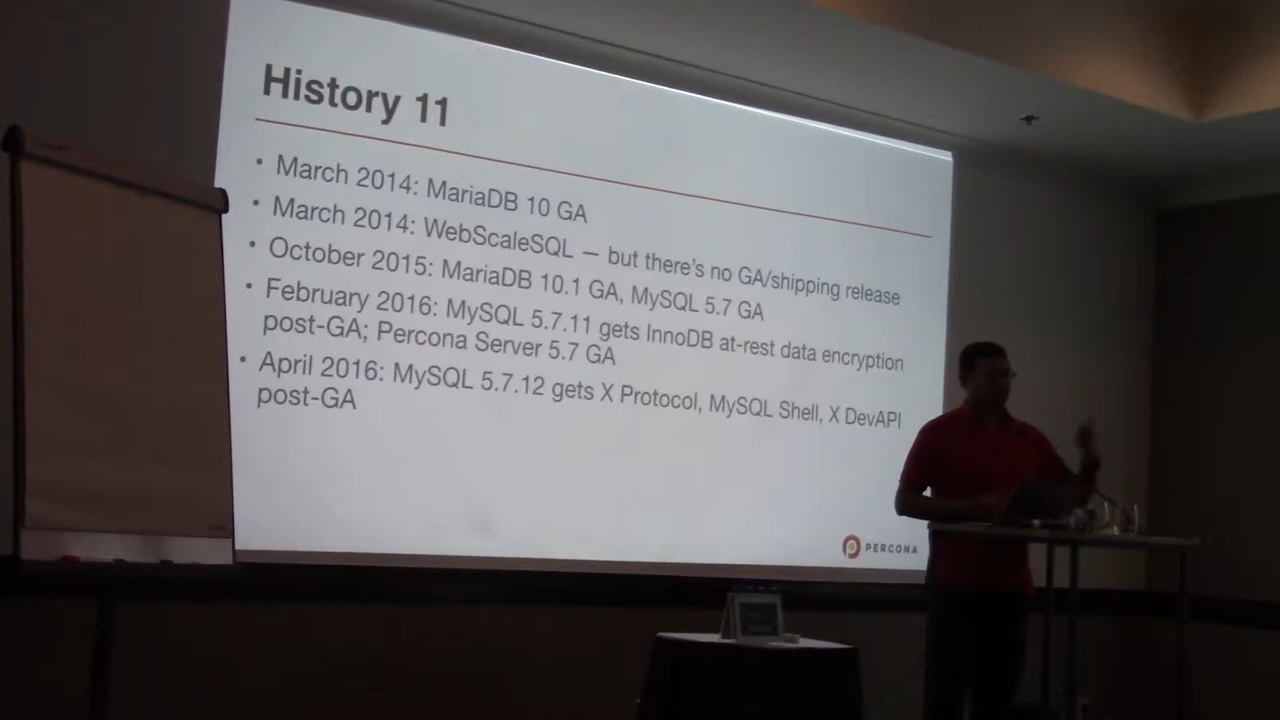 History 11
• March 2014: MariaDB 10 GA
• March 2014: WebScaleSQL – but there's no GA/shipping release
• October 2015: MariaDB 10.1 GA, MySQL 5.7 GA
• February 2016: MySQL 5.7.11 gets InnoDB at-rest data encryption
post-GA; Percona Server 5.7 GA
• April 2016: MySQL 5.7.12 gets X Protocol, MySQL Shell, X DevAPI
post-GA
PERCONA